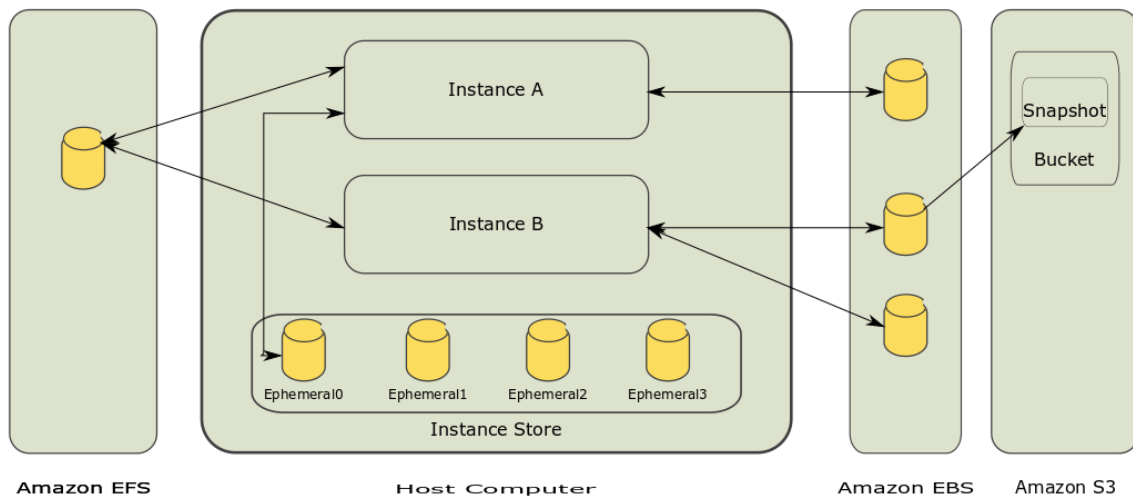 Instance A
Snapshot
Bucket
Instance B
Ephemeral0
Ephemeral1
Ephemeral2
Ephemeral3
Instance Store
Amazon EFS
Host Computer
Amazon EBS
Amazon S3